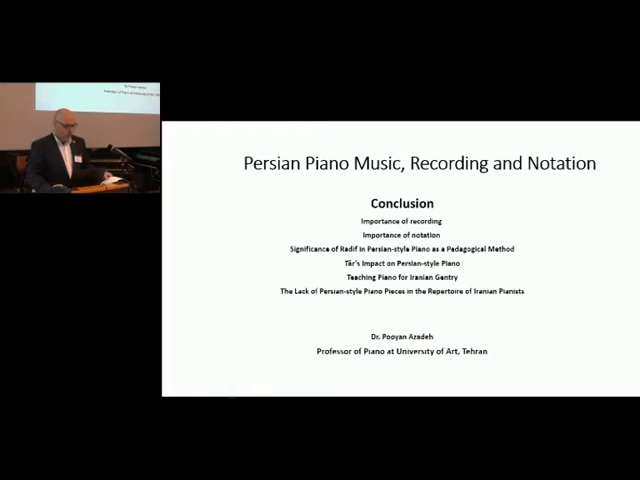 Persian Piano Music, Recording and Notation
Conclusion
Importance of recording
Importance of notation
Significance of Radif in Persian-style Piano as a Pedagogical Method
Tār's Impact on Persian-style Piano
Teaching Piano for Iranian Gentry
The Lack of Persian-style Piano Pieces in the Repertoire of Iranian Pianists
Dr. Pooyan Azadeh
Professor of Piano at University of Art, Tehran